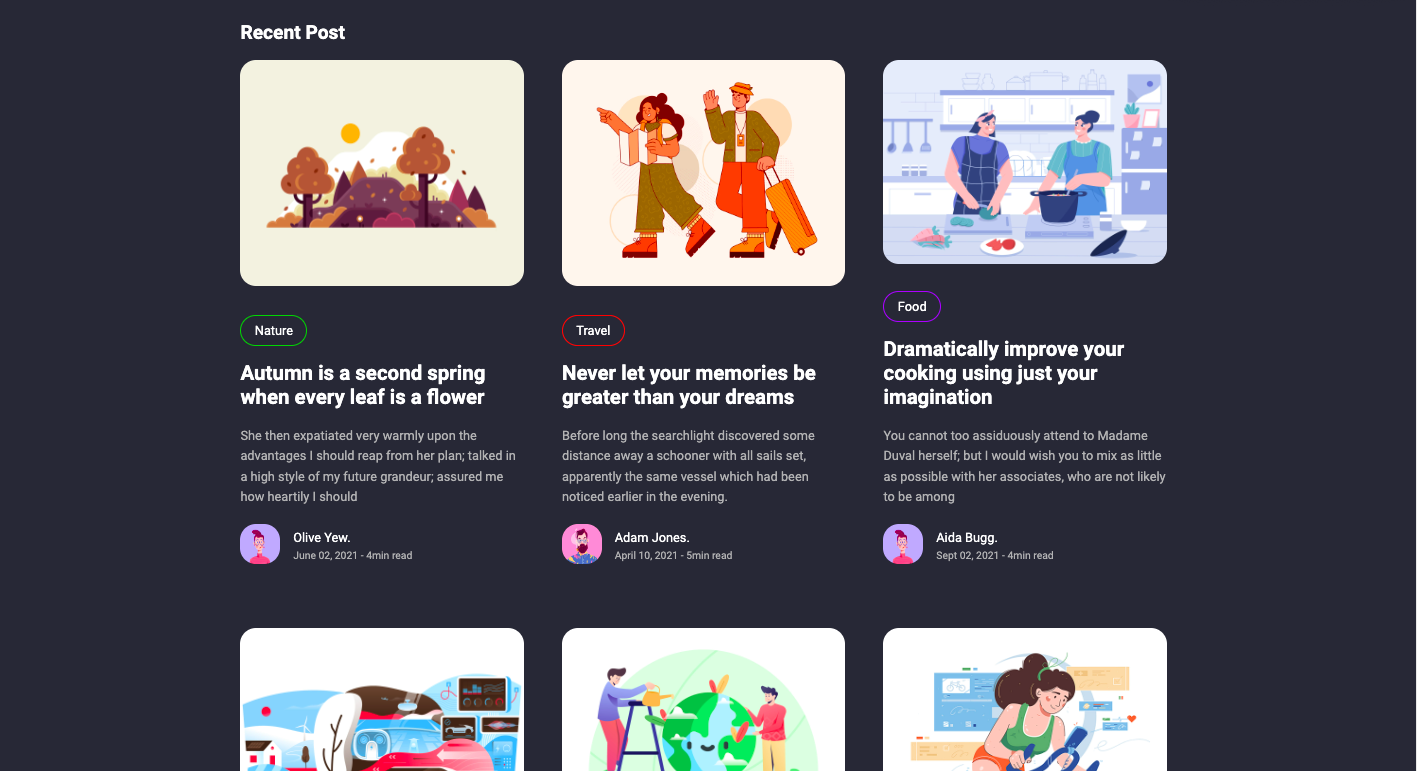 Recent Post
Nature
Autumn is a second spring
when every leaf is a flower
She then expatiated very warmly upon the
advantages I should reap from her plan; talked in
a high style of my future grandeur; assured me
how heartily I should
Olive Yew.
June 02, 2021 - 4min read
Travel
Never let your memories be
greater than your dreams
Before long the searchlight discovered some
distance away a schooner with all sails set,
apparently the same vessel which had been
noticed earlier in the evening.
Adam Jones.
April 10, 2021 - 5min read
Food
Dramatically improve your
cooking using just your
imagination
You cannot too assiduously attend to Madame
Duval herself; but I would wish you to mix as little
as possible with her associates, who are not likely
to be among
Aida Bugg.
Sept 02, 2021 - 4min read